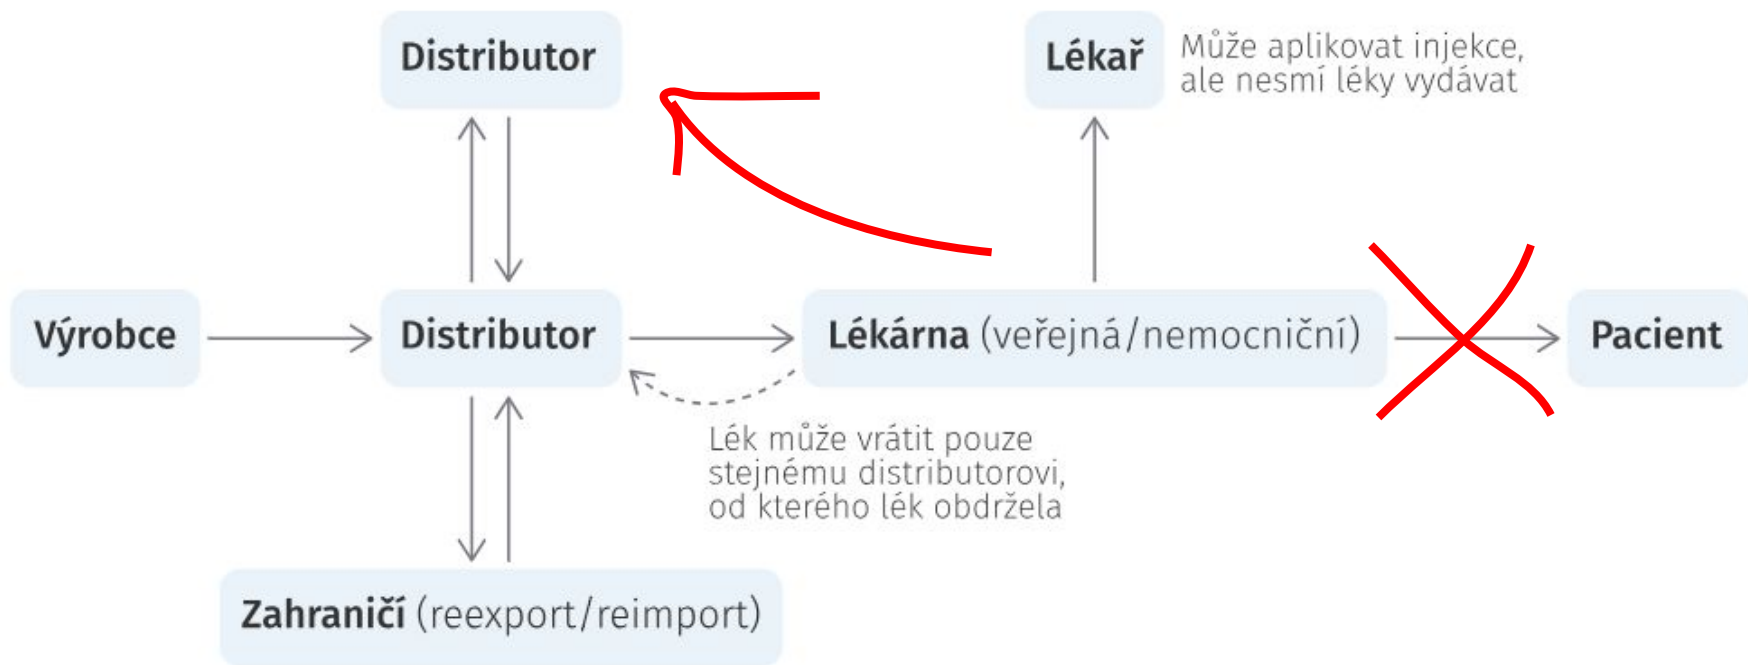 Distributor
Lékař
Může aplikovat injekce,
ale nesmí léky vydávat
Výrobce
Distributor
Lékárna (veřejná/nemocniční)
Pacient
Lék může vrátit pouze
stejnému distributorovi,
od kterého lék obdržela
Zahraničí (reexport/reimport)